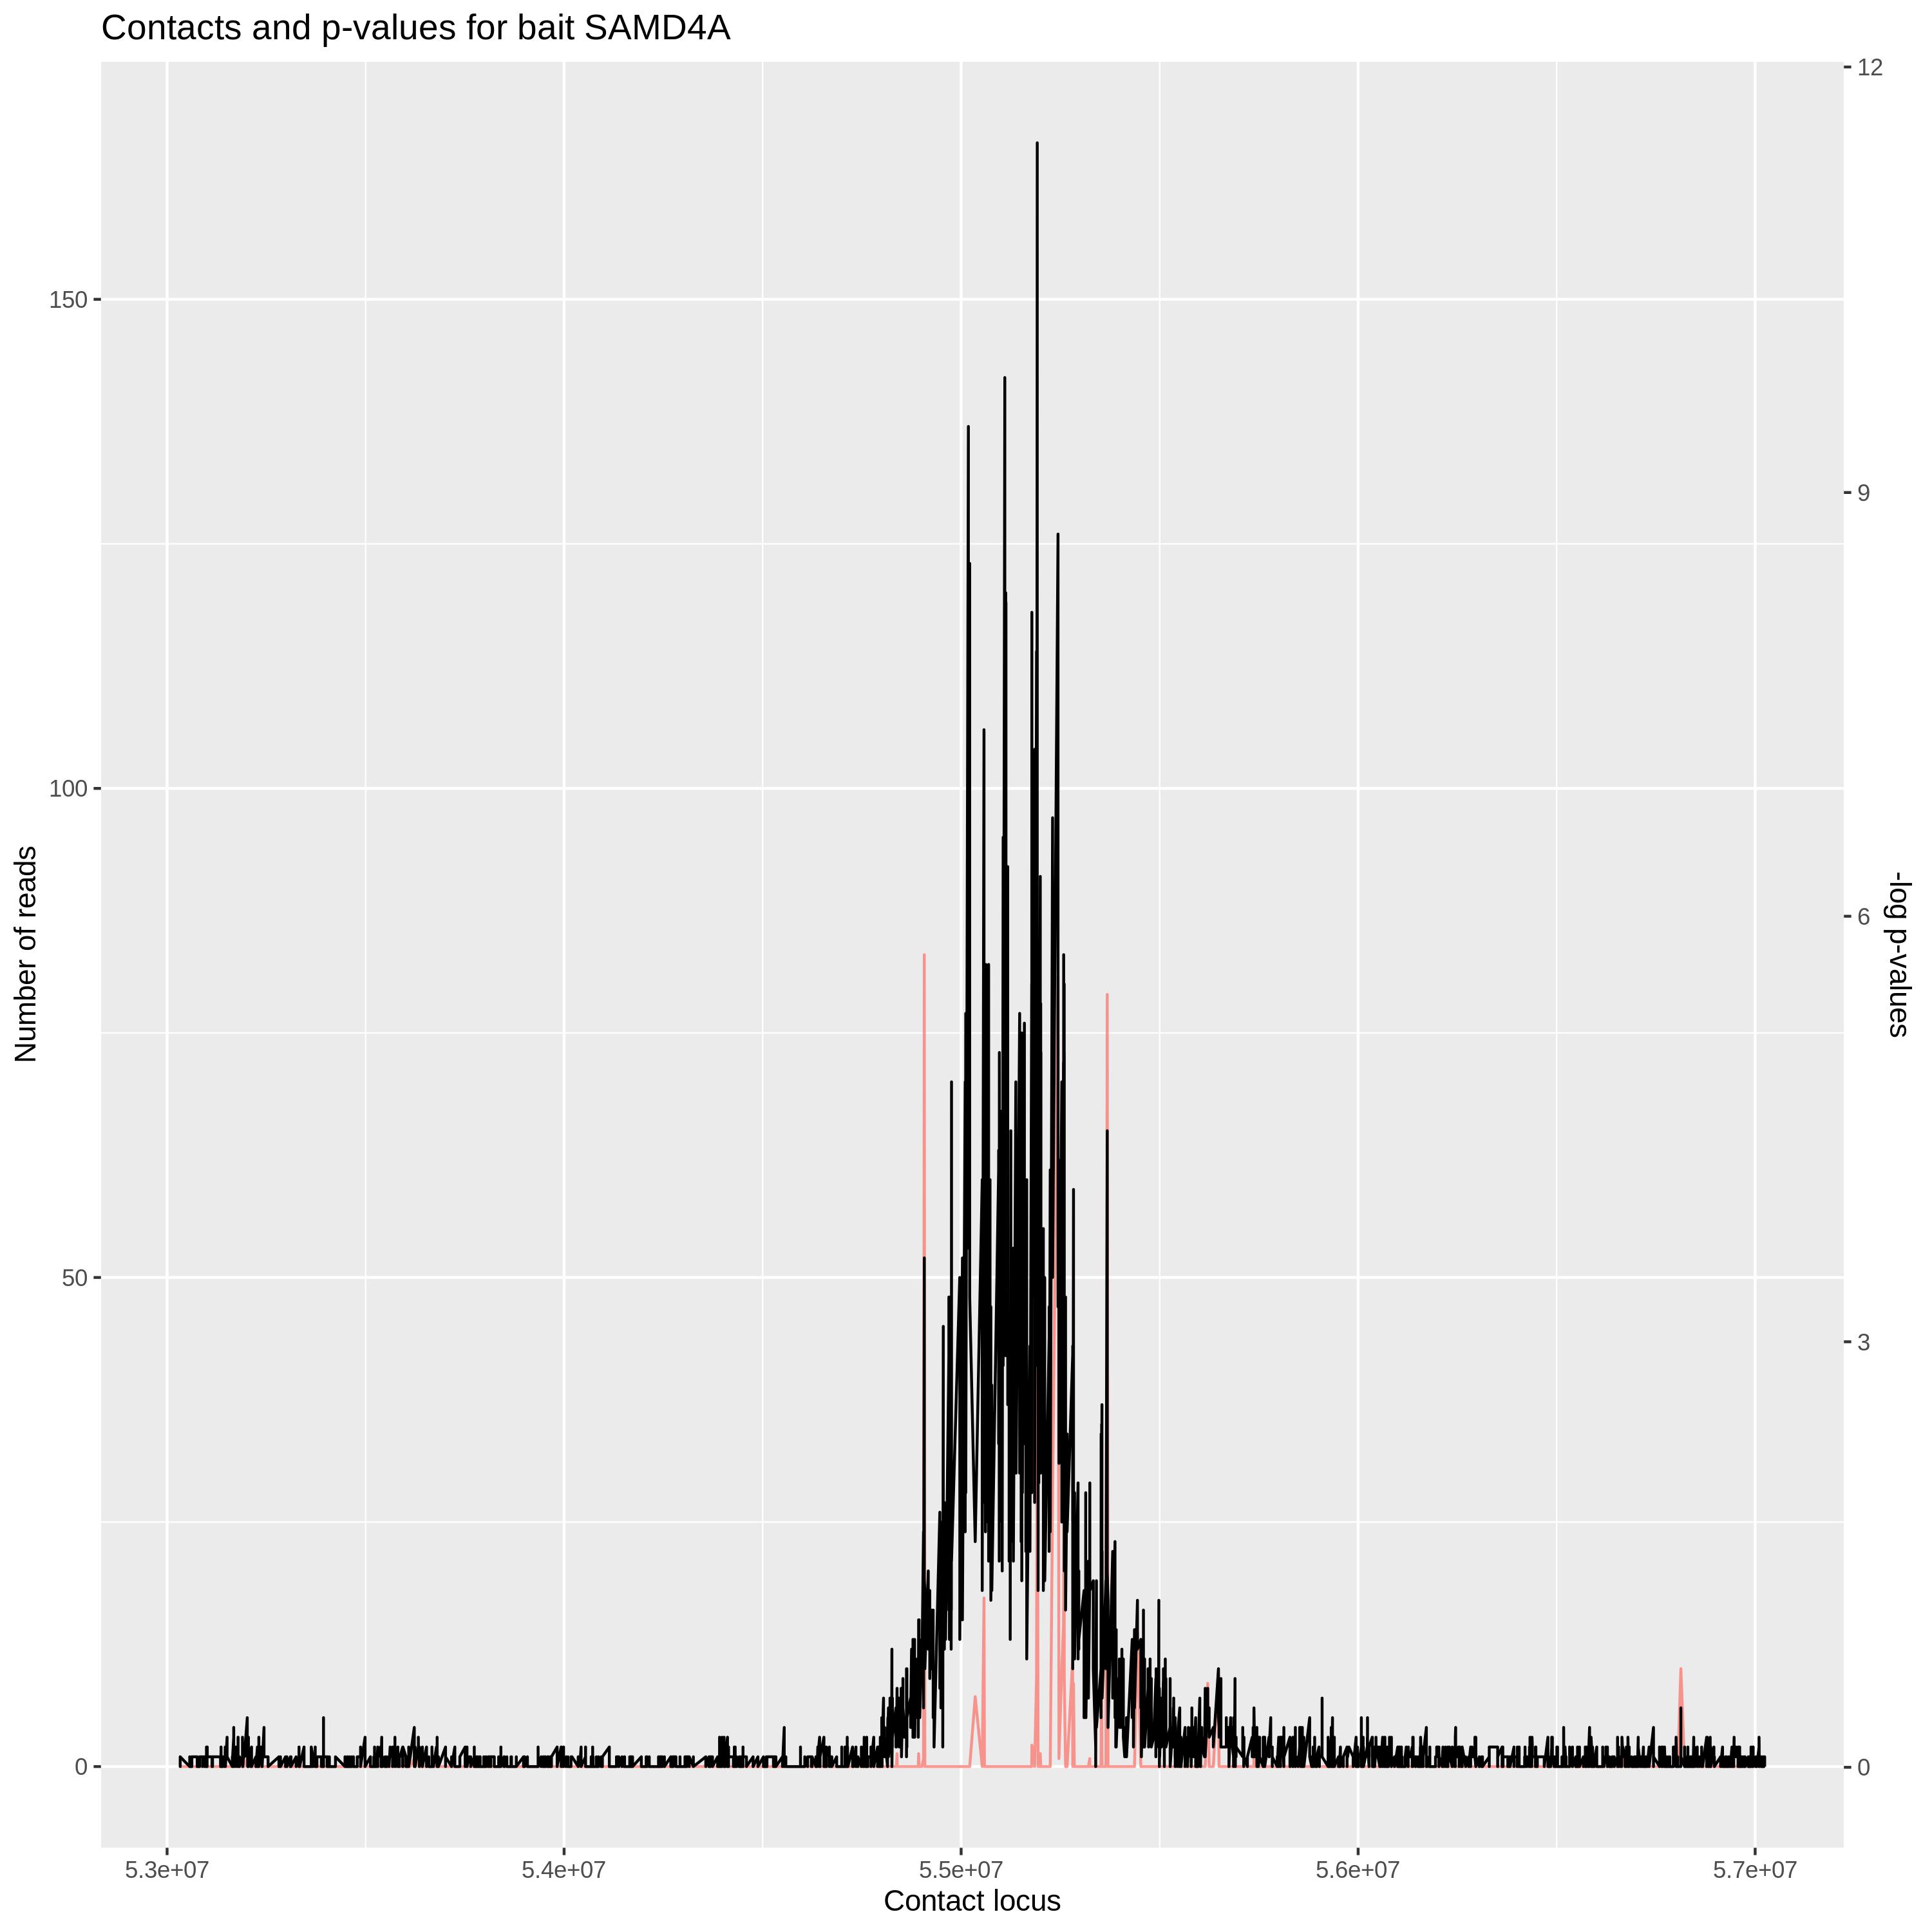 Contacts and p-values for bait SAMD4A
150
100
50
0
Number of reads
12
9
6
3
0
-log p-values
5.3e+07 5.4e+07 5.5e+07 5.6e+07 5.7e+07
Contact locus